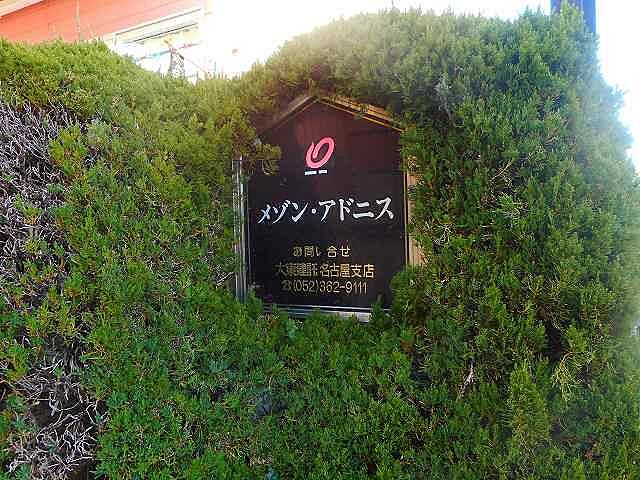 メゾン・アドニス
お問い合せ
大東建託 名古屋支店
☎(052)362-9111